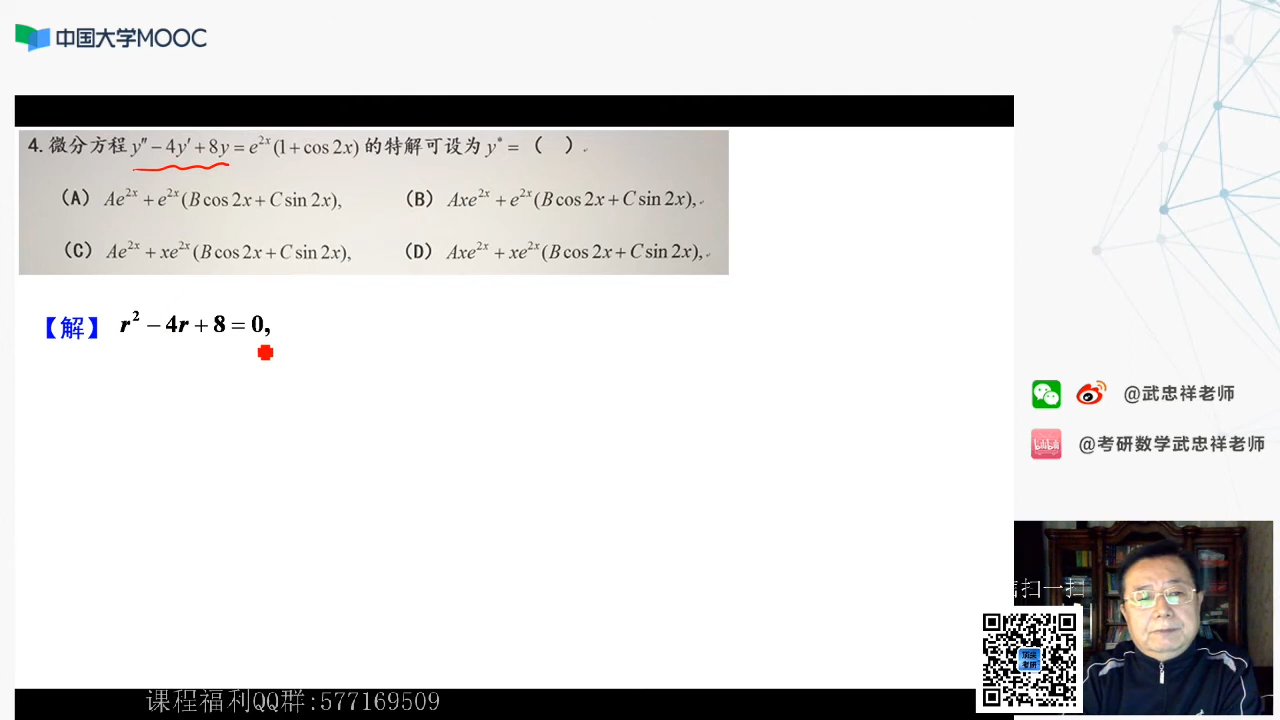 中国大学MOOC
4. 微分方程 y″ − 4y′ + 8y = e^{2x}(1 + cos 2x) 的特解可设为 y* = (  )
(A) Ae^{2x} + e^{2x}(B cos 2x + C sin 2x),  (B) Axe^{2x} + e^{2x}(B cos 2x + C sin 2x),
(C) Ae^{2x} + xe^{2x}(B cos 2x + C sin 2x),  (D) Axe^{2x} + xe^{2x}(B cos 2x + C sin 2x),
【解】 r² − 4r + 8 = 0,
@武忠祥老师
bilibili @考研数学武忠祥老师
扫一扫
课程福利QQ群:577169509